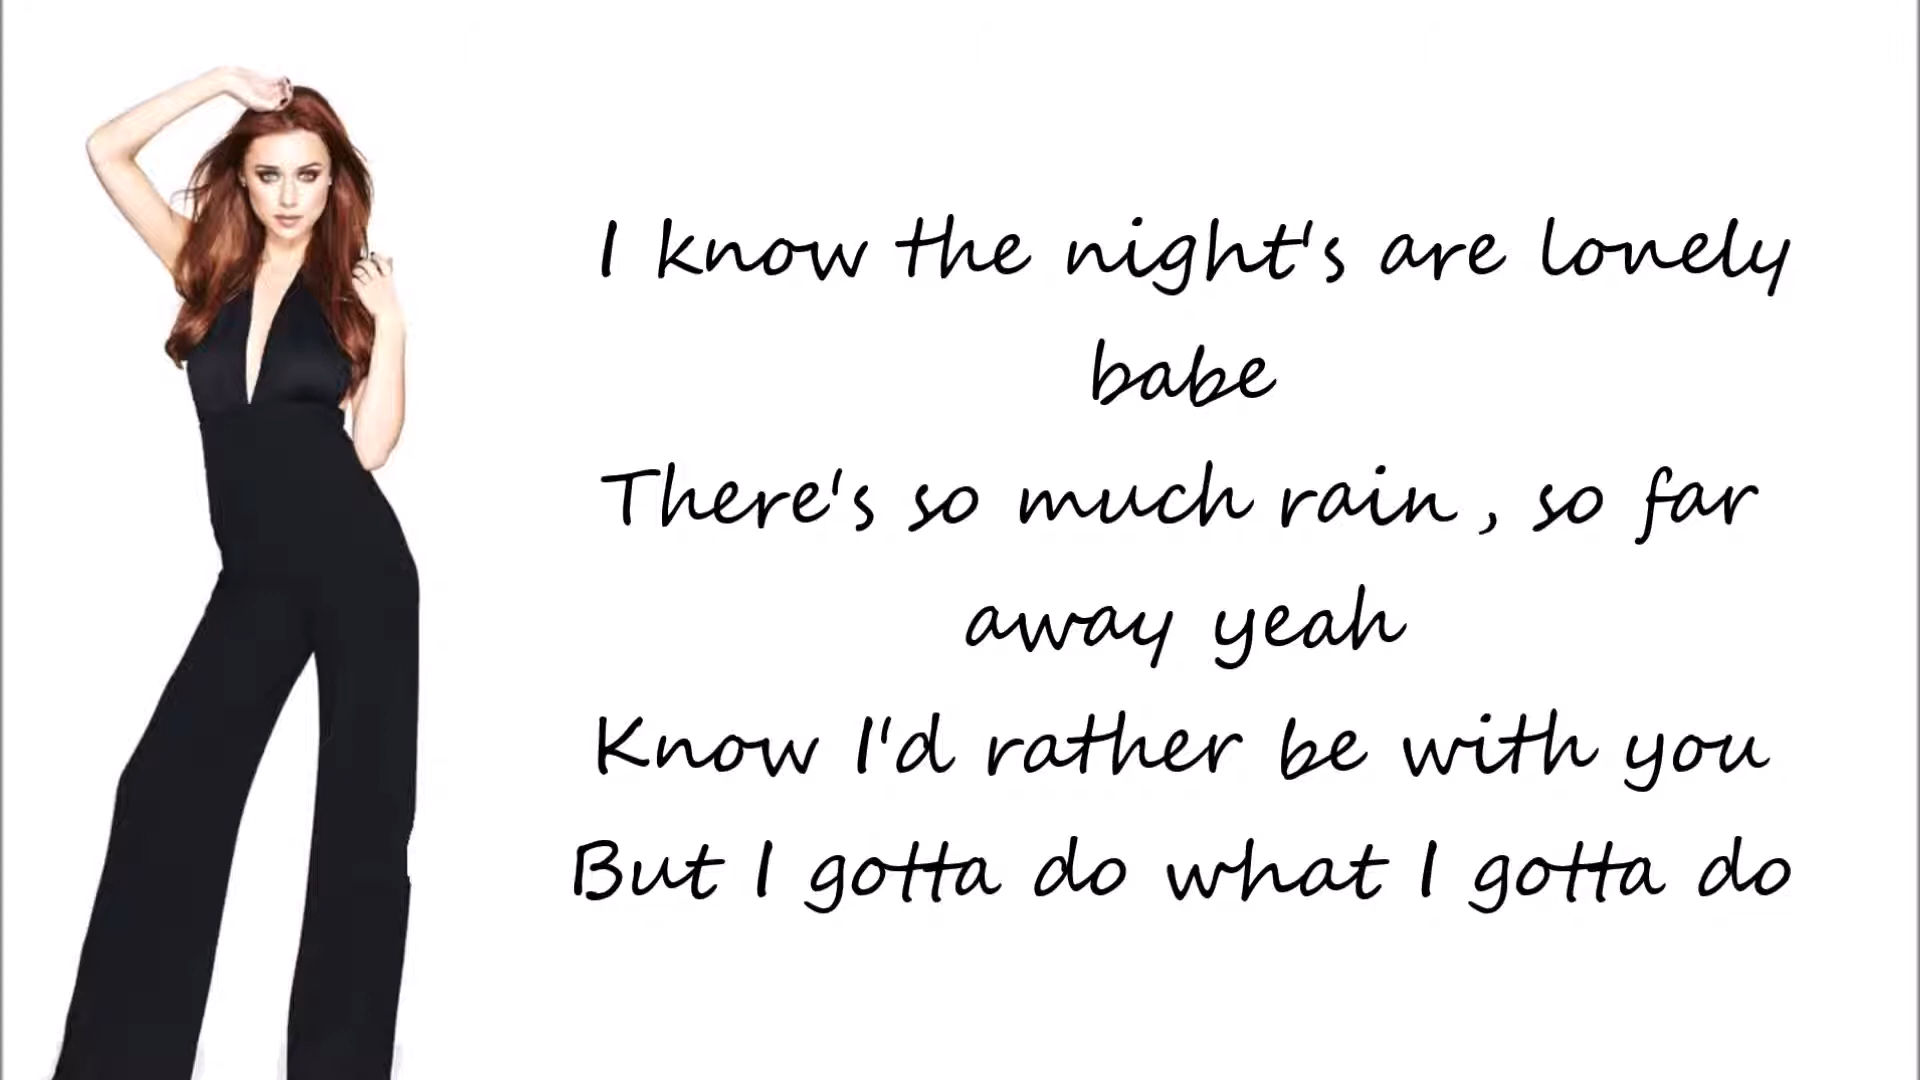 I know the night's are lonely
babe
There's so much rain , so far
away yeah
Know I'd rather be with you
But I gotta do what I gotta do